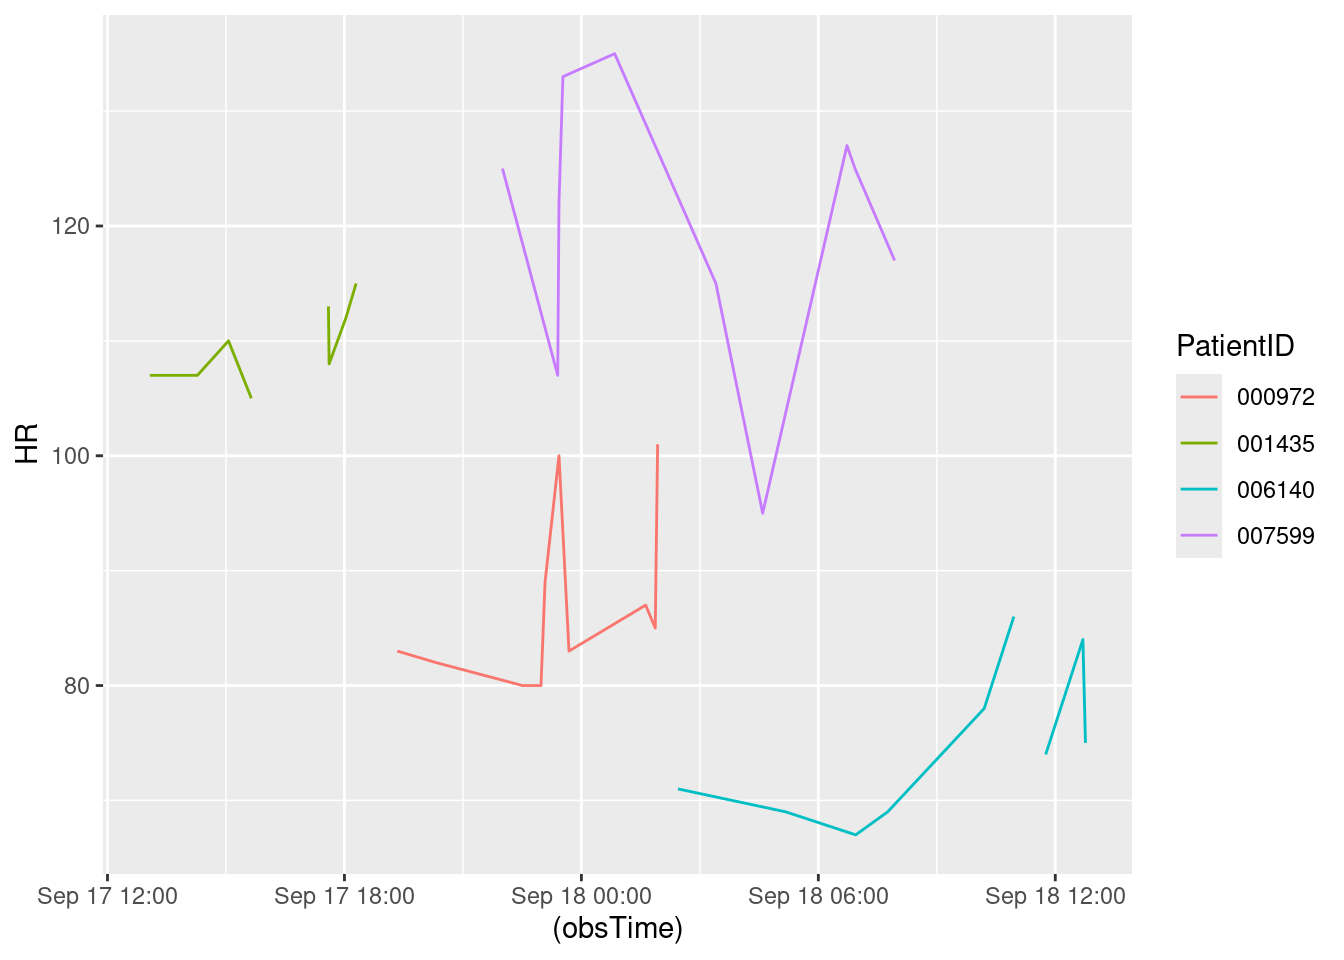 HR
120
100
80
Sep 17 12:00
Sep 17 18:00
Sep 18 00:00
Sep 18 06:00
Sep 18 12:00
(obsTime)
PatientID
000972
001435
006140
007599